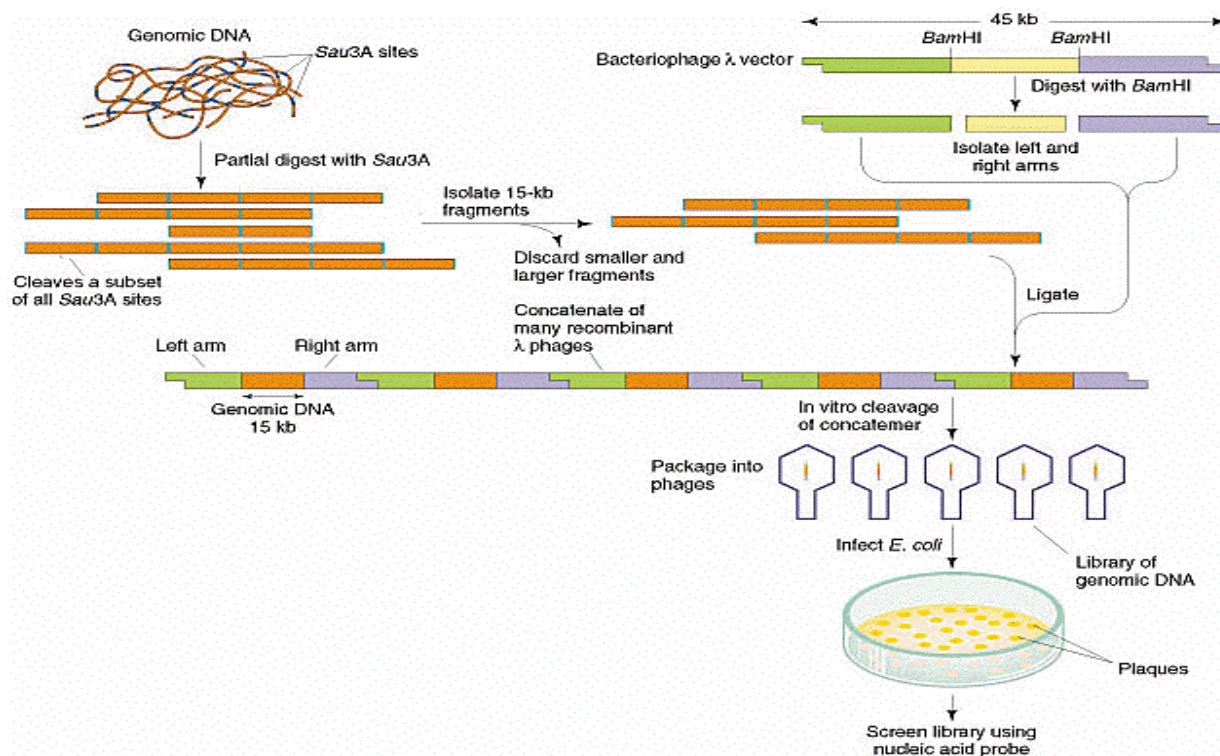 Genomic DNA
Sau3A sites
Partial digest with Sau3A
Cleaves a subset
of all Sau3A sites
Isolate 15-kb
fragments
Discard smaller and
larger fragments
45 kb
BamHI
BamHI
Bacteriophage λ vector
Digest with BamHI
Isolate left and
right arms
Ligate
Concatenate of
many recombinant
λ phages
Left arm
Right arm
Genomic DNA
15 kb
In vitro cleavage
of concatemer
Package into
phages
Infect E. coli
Library of
genomic DNA
Plaques
Screen library using
nucleic acid probe